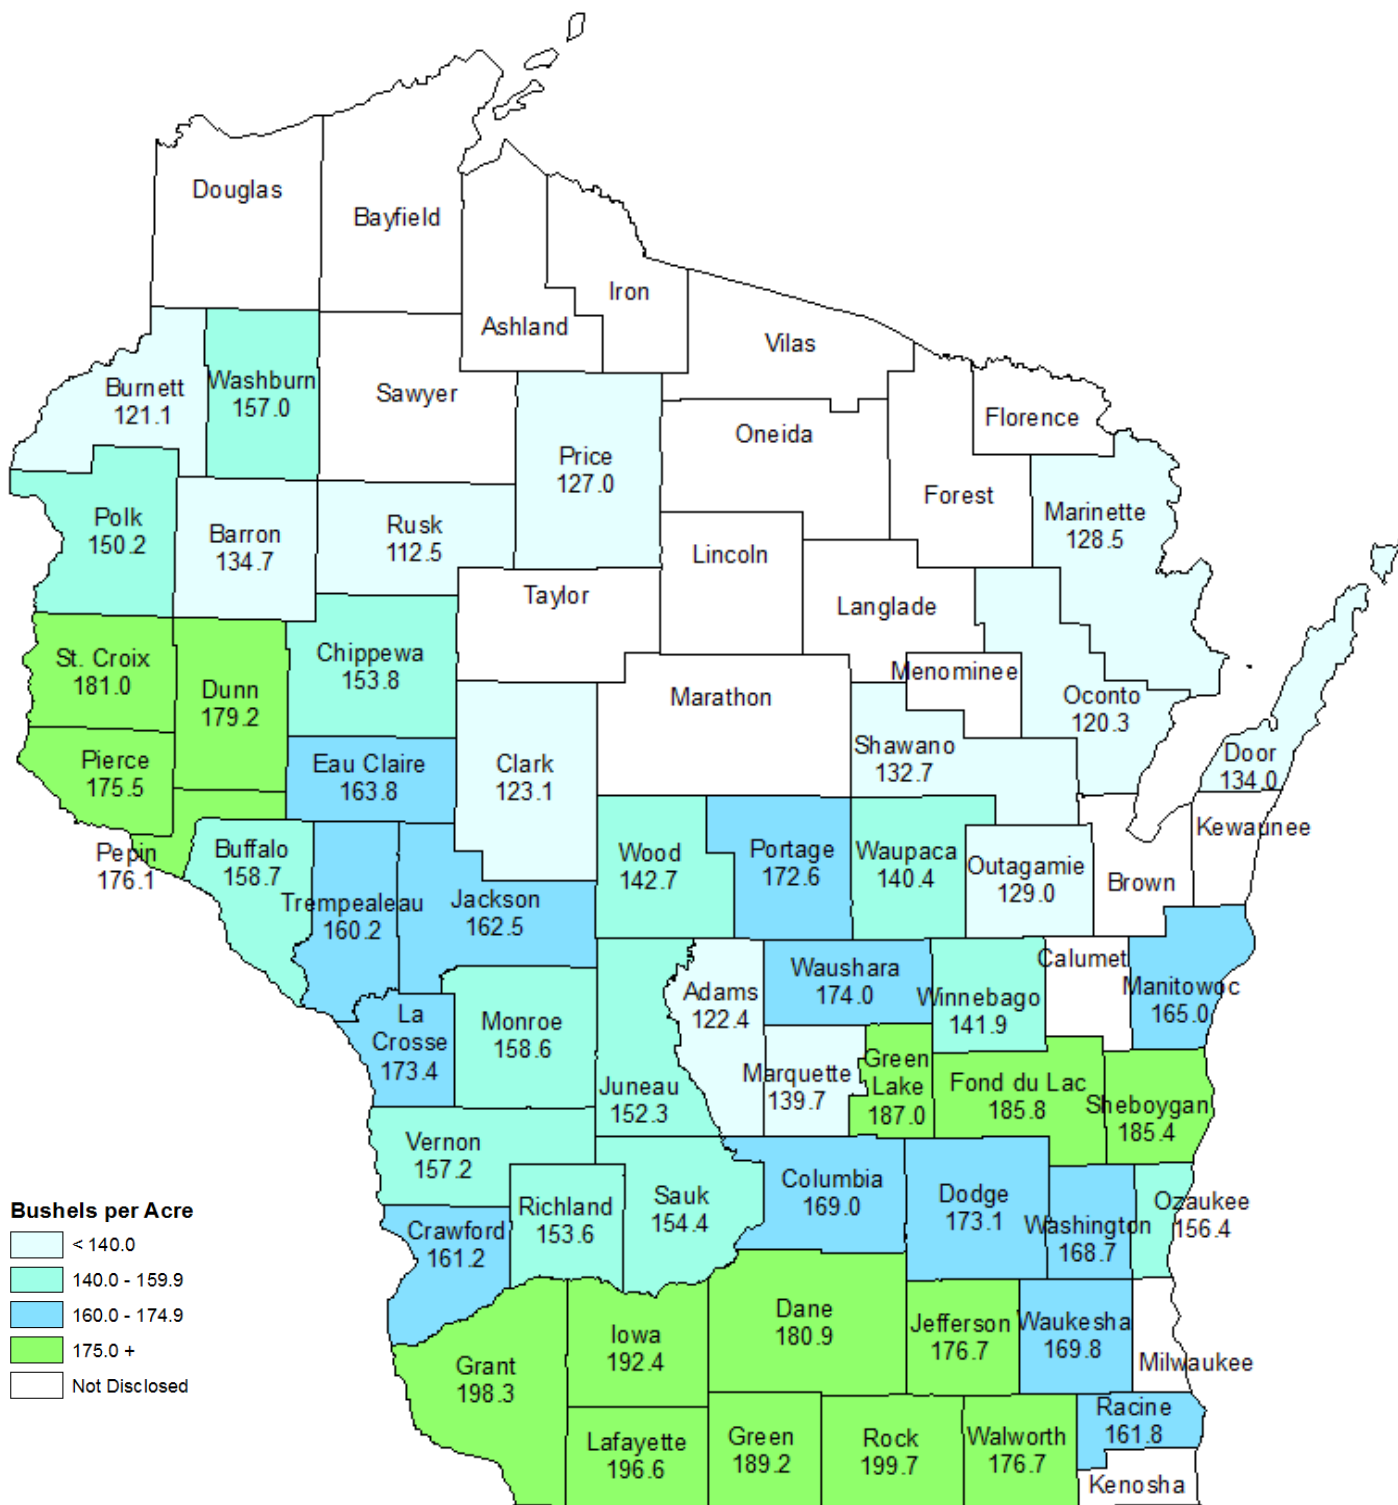 Douglas
Bayfield
Iron
Ashland
Vilas
Burnett
121.1
Washburn
157.0
Sawyer
Florence
Oneida
Price
127.0
Forest
Marinette
128.5
Polk
150.2
Barron
134.7
Rusk
112.5
Lincoln
Taylor
Langlade
St. Croix
181.0
Dunn
179.2
Chippewa
153.8
Menominee
Marathon
Oconto
120.3
Pierce
175.5
Eau Claire
163.8
Clark
123.1
Shawano
132.7
Door
134.0
Kewaunee
Pepin
176.1
Buffalo
158.7
Wood
142.7
Portage
172.6
Waupaca
140.4
Outagamie
129.0
Brown
Trempealeau
160.2
Jackson
162.5
Calumet
Waushara
174.0
Adams
122.4
Winnebago
141.9
Manitowoc
165.0
La
Crosse
173.4
Monroe
158.6
Juneau
152.3
Marquette
139.7
Green
Lake
187.0
Fond du Lac
185.8
Sheboygan
185.4
Vernon
157.2
Richland
153.6
Sauk
154.4
Columbia
169.0
Dodge
173.1
Washington
168.7
Ozaukee
156.4
Crawford
161.2
Bushels per Acre
< 140.0
140.0 - 159.9
160.0 - 174.9
175.0 +
Not Disclosed
Grant
198.3
Iowa
192.4
Dane
180.9
Jefferson
176.7
Waukesha
169.8
Milwaukee
Lafayette
196.6
Green
189.2
Rock
199.7
Walworth
176.7
Racine
161.8
Kenosha